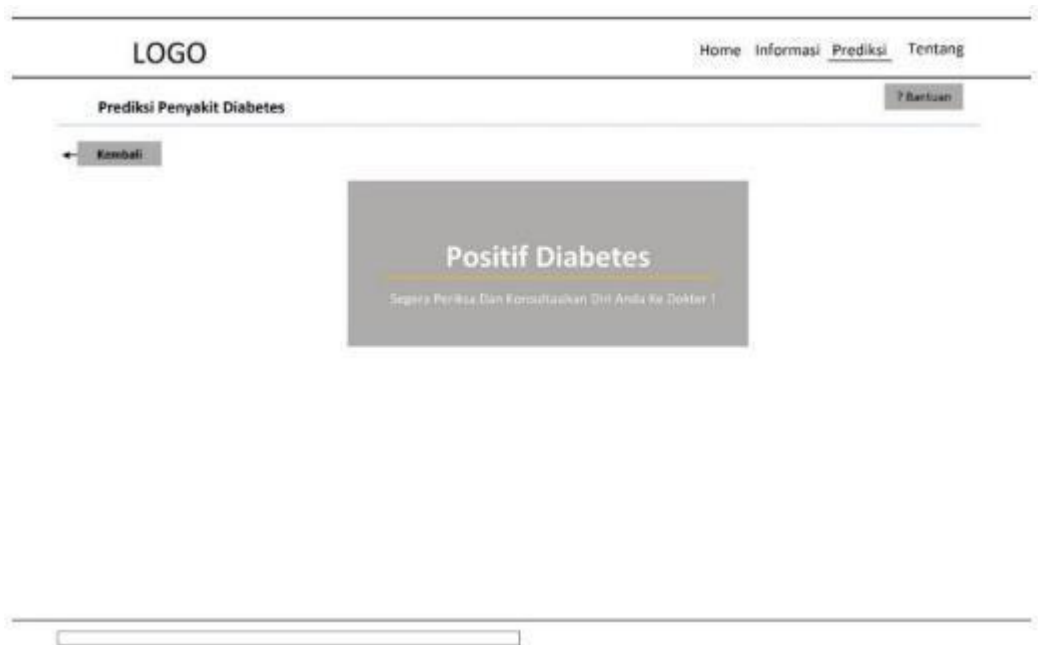 LOGO
Home Informasi Prediksi Tentang
Prediksi Penyakit Diabetes
? Bantuan
Kembali
Positif Diabetes
Segera Periksa Dan Konsultasikan Diri Anda Ke Dokter !